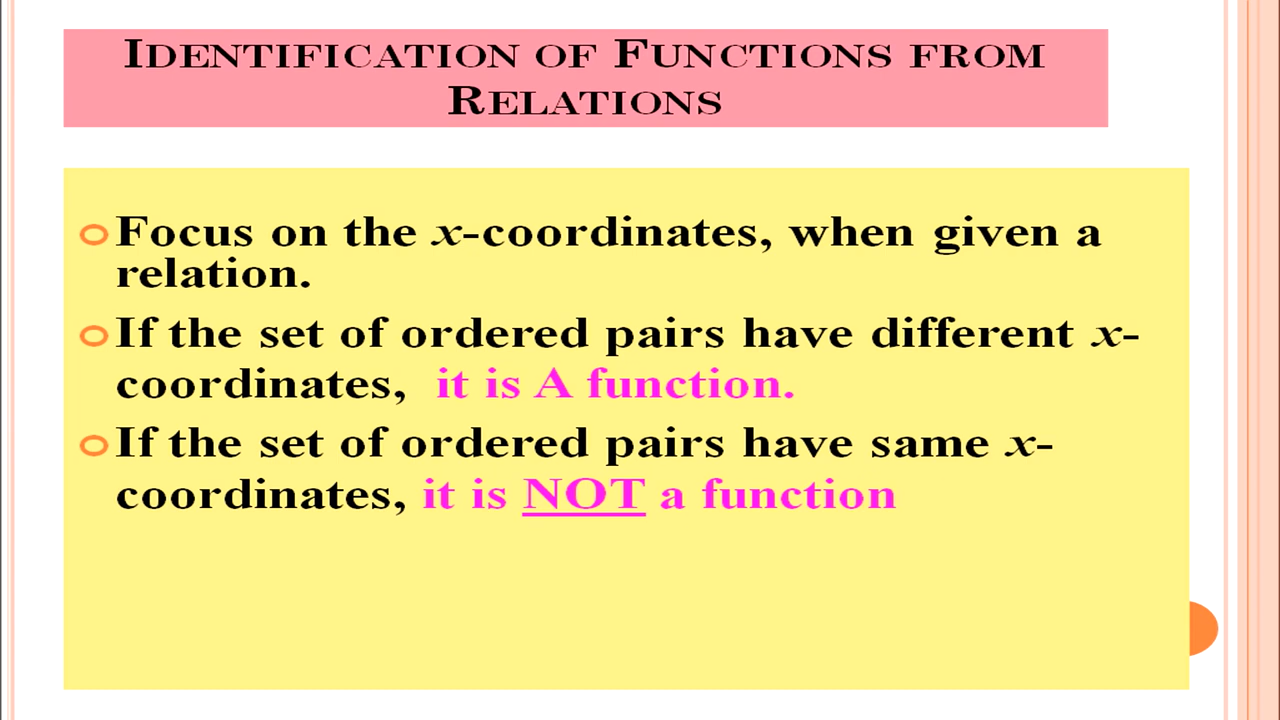 IDENTIFICATION OF FUNCTIONS FROM
RELATIONS
Focus on the x-coordinates, when given a
relation.
If the set of ordered pairs have different x-
coordinates, it is A function.
If the set of ordered pairs have same x-
coordinates, it is NOT a function